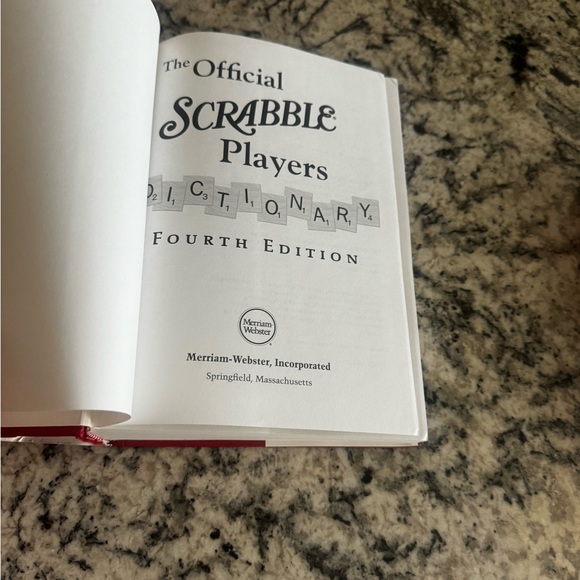 The Official
SCRABBLE®
Players
DICTIONARY
FOURTH EDITION
Merriam-
Webster
Merriam-Webster, Incorporated
Springfield, Massachusetts